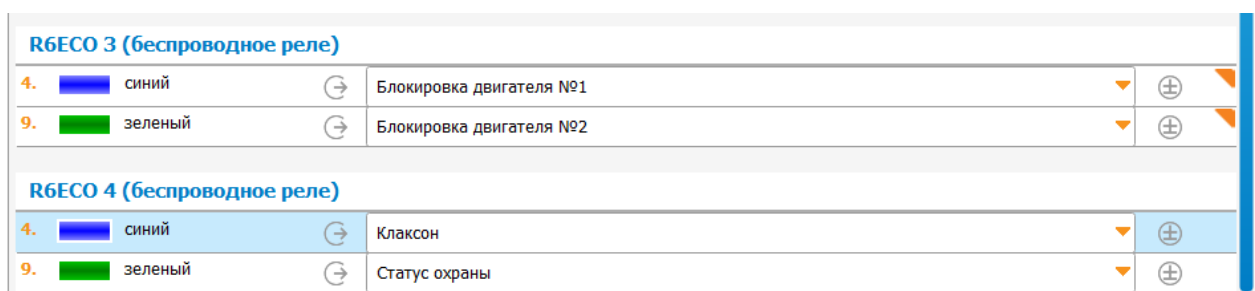 R6ECO 3 (беспроводное реле)
4. синий Блокировка двигателя №1
9. зеленый Блокировка двигателя №2
R6ECO 4 (беспроводное реле)
4. синий Клаксон
9. зеленый Статус охраны